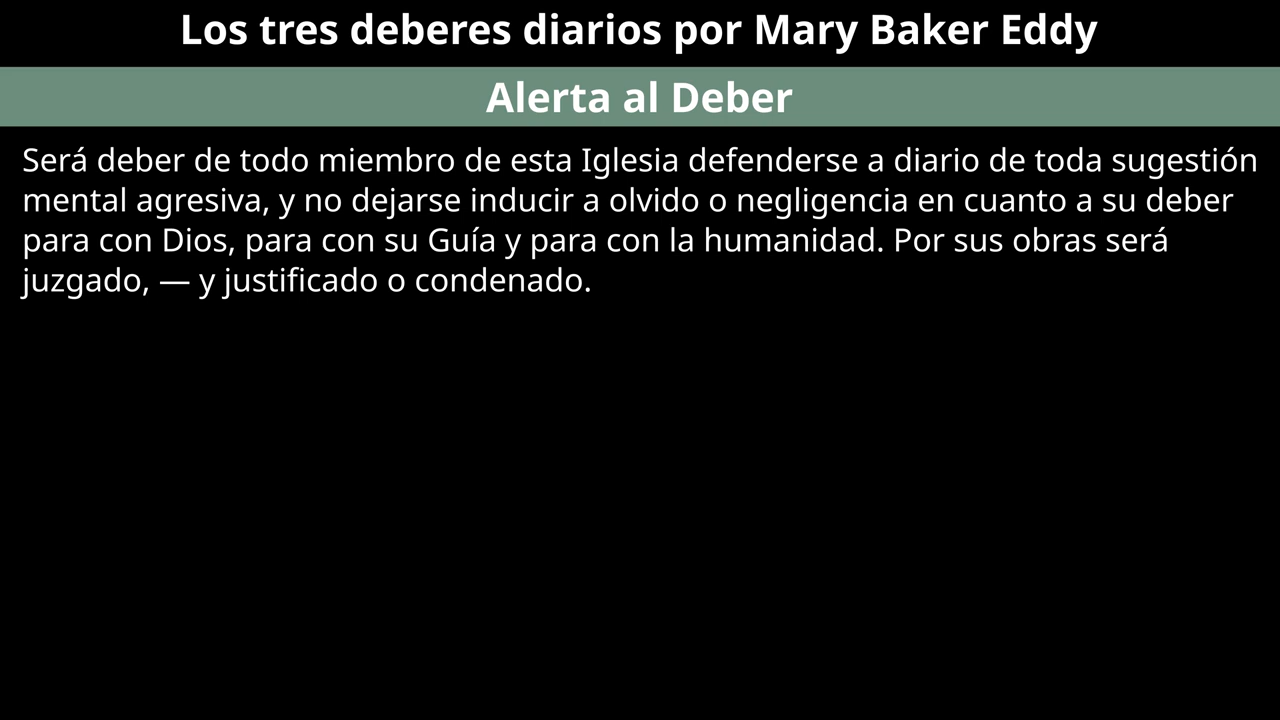 Los tres deberes diarios por Mary Baker Eddy
Alerta al Deber
Será deber de todo miembro de esta Iglesia defenderse a diario de toda sugestión
mental agresiva, y no dejarse inducir a olvido o negligencia en cuanto a su deber
para con Dios, para con su Guía y para con la humanidad. Por sus obras será
juzgado, — y justificado o condenado.